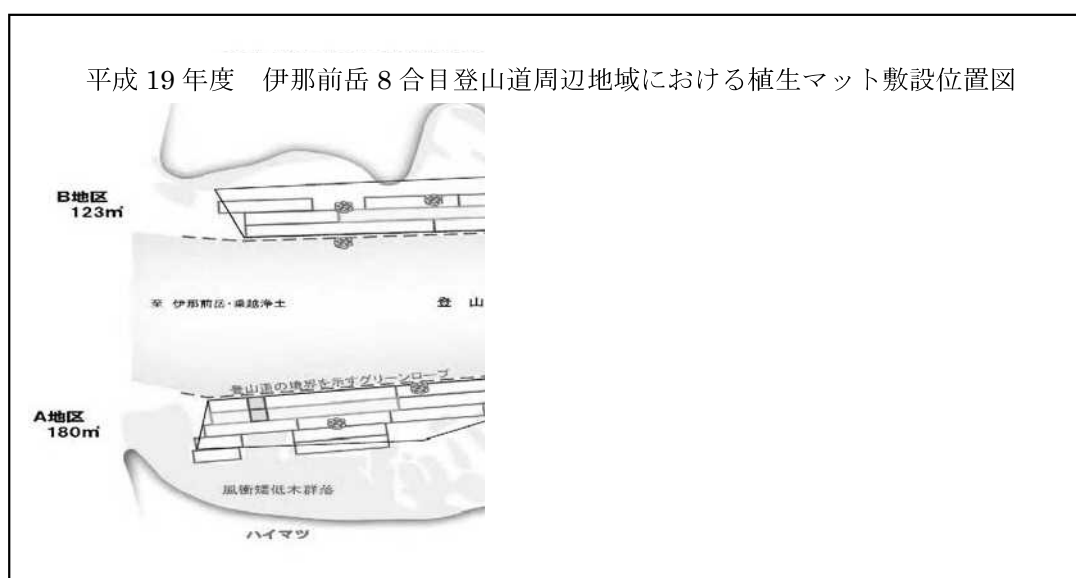 平成 19 年度　伊那前岳 8 合目登山道周辺地域における植生マット敷設位置図
B地区
123㎡
至 伊那前岳・乗越浄土
登 山
登山道の境界を示すグリーンロープ
A地区
180㎡
風衝矮低木群落
ハイマツ